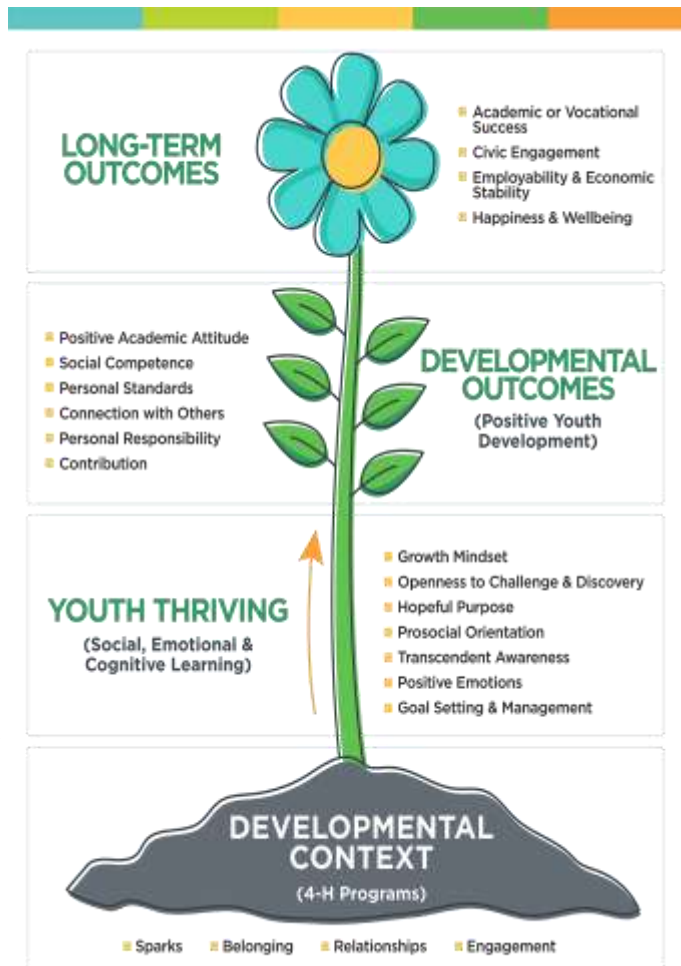 LONG-TERM
OUTCOMES
Academic or Vocational
Success
Civic Engagement
Employability & Economic
Stability
Happiness & Wellbeing
Positive Academic Attitude
Social Competence
Personal Standards
Connection with Others
Personal Responsibility
Contribution
DEVELOPMENTAL
OUTCOMES
(Positive Youth
Development)
YOUTH THRIVING
(Social, Emotional &
Cognitive Learning)
Growth Mindset
Openness to Challenge & Discovery
Hopeful Purpose
Prosocial Orientation
Transcendent Awareness
Positive Emotions
Goal Setting & Management
DEVELOPMENTAL
CONTEXT
(4-H Programs)
Sparks Belonging Relationships Engagement